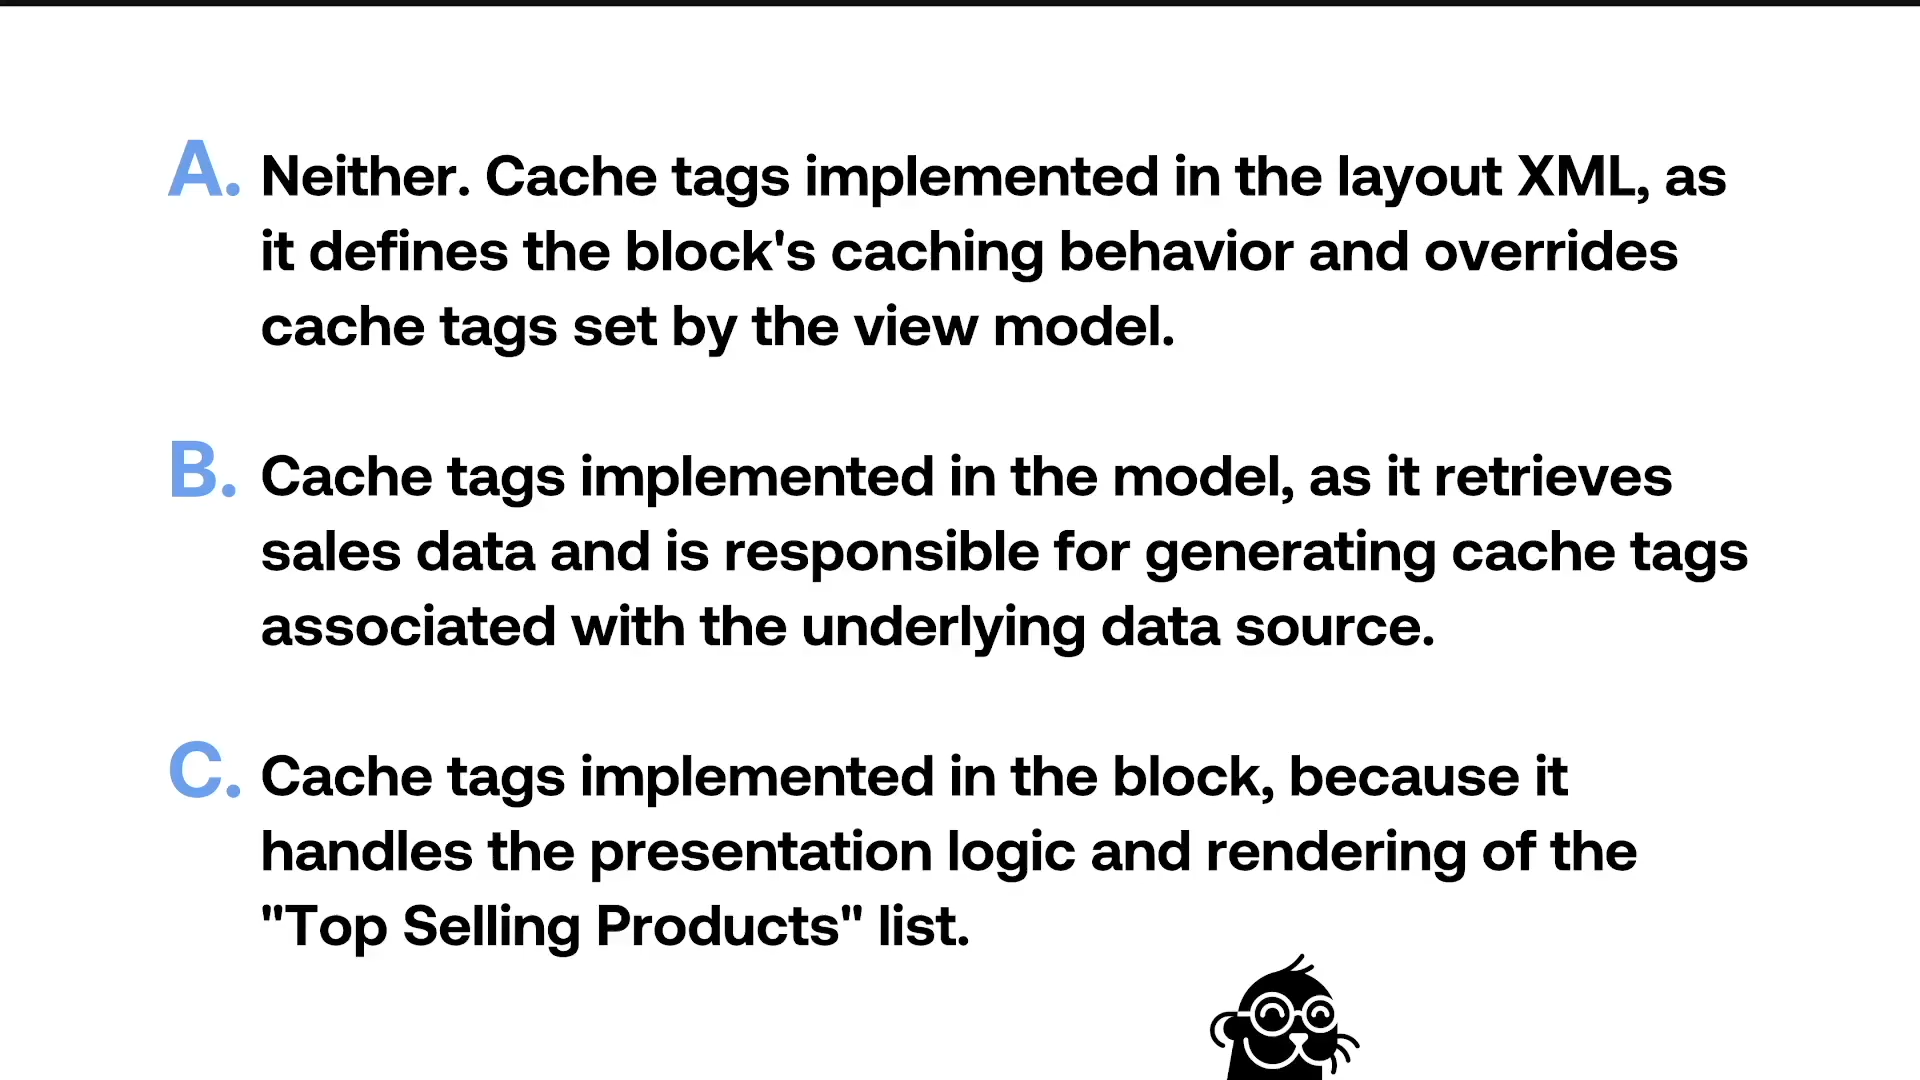 A. Neither. Cache tags implemented in the layout XML, as
it defines the block's caching behavior and overrides
cache tags set by the view model.
B. Cache tags implemented in the model, as it retrieves
sales data and is responsible for generating cache tags
associated with the underlying data source.
C. Cache tags implemented in the block, because it
handles the presentation logic and rendering of the
"Top Selling Products" list.